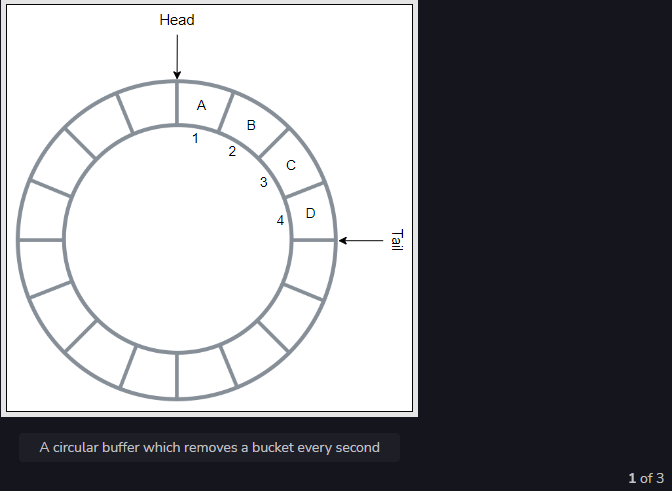 Head
A
B
C
D
1
2
3
4
Tail
A circular buffer which removes a bucket every second
1 of 3